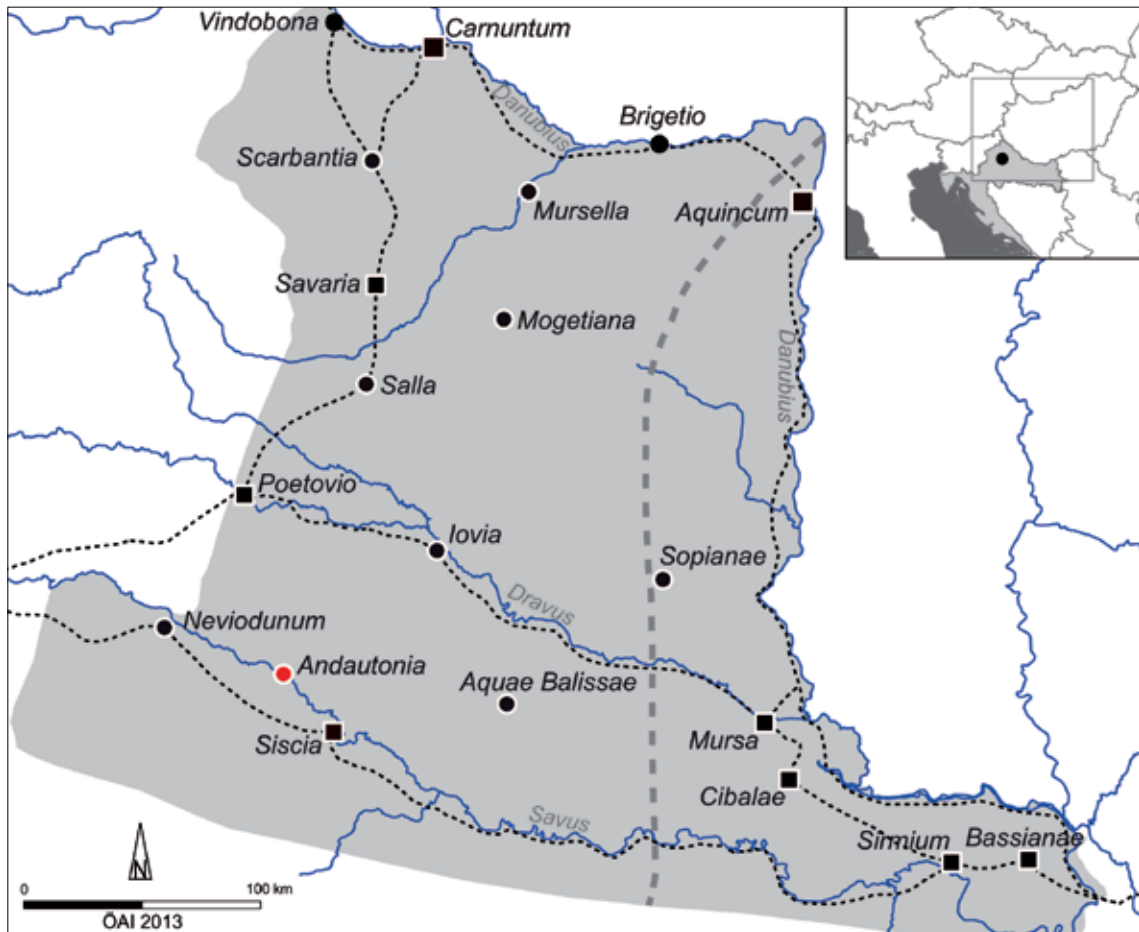 Vindobona
Carnuntum
Danubius
Brigetio
Scarbantia
Mursella
Aquincum
Savaria
Mogetiana
Danubius
Salla
Poetovio
Iovia
Sopianae
Dravus
Neviodunum
Andautonia
Aquae Balissae
Siscia
Mursa
Cibalae
Savus
Sirmium
Bassianae
N
0 100 km
ÖAI 2013